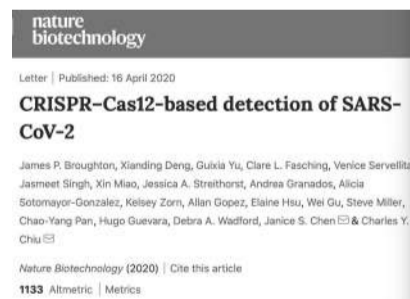 nature
biotechnology
Letter | Published: 16 April 2020
CRISPR–Cas12-based detection of SARS-
CoV-2
James P. Broughton, Xianding Deng, Guixia Yu, Clare L. Fasching, Venice Servellita
Jasmeet Singh, Xin Miao, Jessica A. Streithorst, Andrea Granados, Alicia
Sotomayor-Gonzalez, Kelsey Zorn, Allan Gopez, Elaine Hsu, Wei Gu, Steve Miller,
Chao-Yang Pan, Hugo Guevara, Debra A. Wadford, Janice S. Chen & Charles Y.
Chiu
Nature Biotechnology (2020) | Cite this article
1133 Altmetric | Metrics